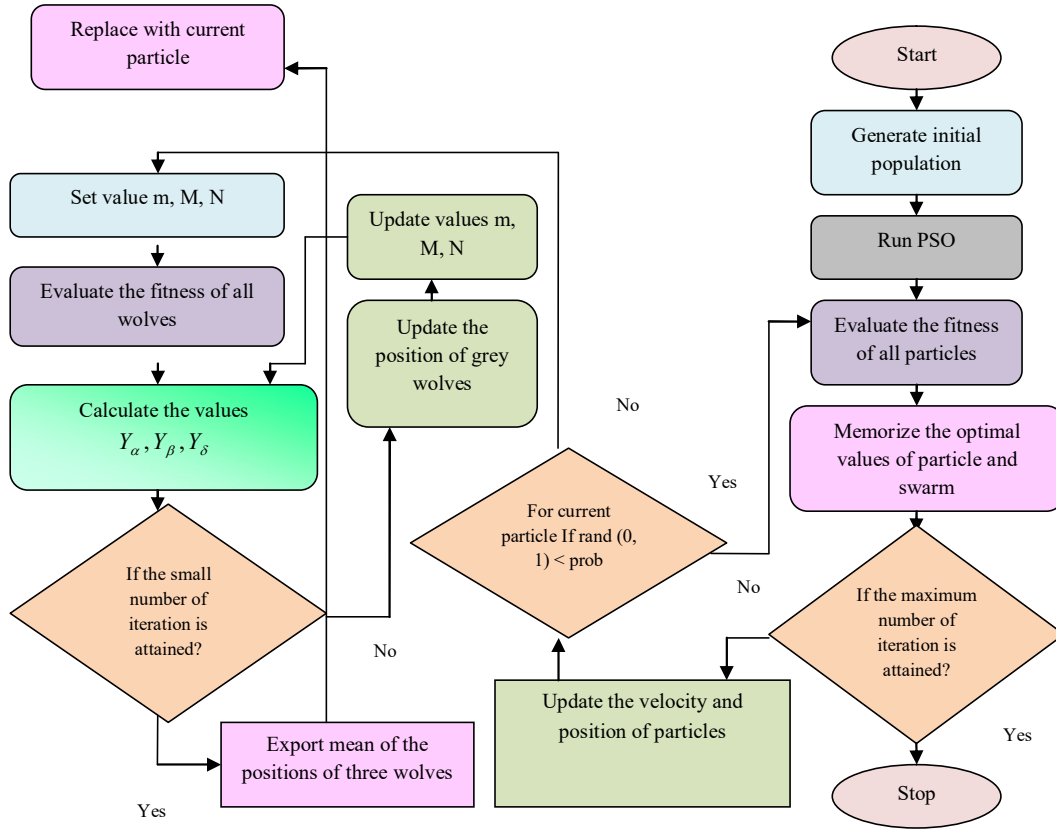 Replace with current
particle
Start
Generate initial
population
Set value m, M, N
Update values m,
M, N
Run PSO
Evaluate the fitness of all
wolves
Update the
position of grey
wolves
Evaluate the fitness
of all particles
Calculate the values
Yα , Yβ , Yδ
No
Memorize the optimal
values of particle and
swarm
Yes
For current
particle If rand (0,
1) < prob
If the small
number of
iteration is
attained?
No
If the maximum
number of
iteration is
attained?
No
Update the velocity and
position of particles
Export mean of the
positions of three wolves
Yes
Yes
Stop